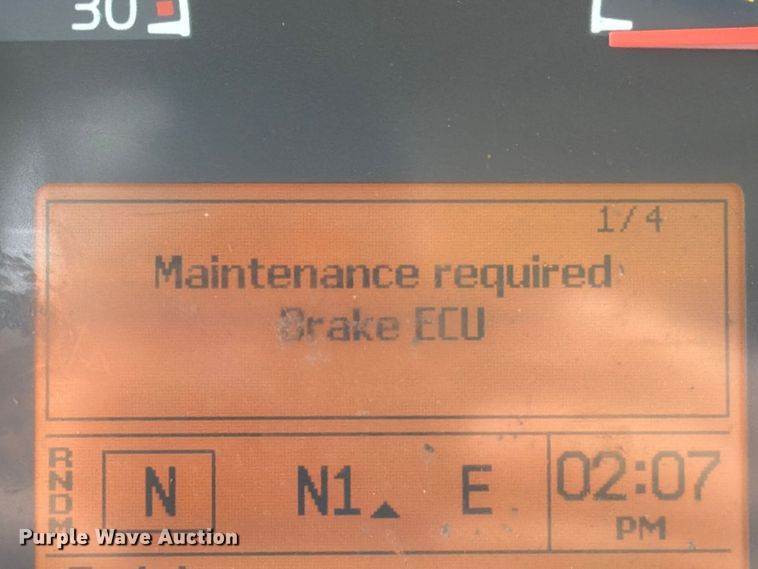 30
1/4
Maintenance required
Brake ECU
R
N
D
M
N
N1
E
02:07
PM
Purple Wave Auction